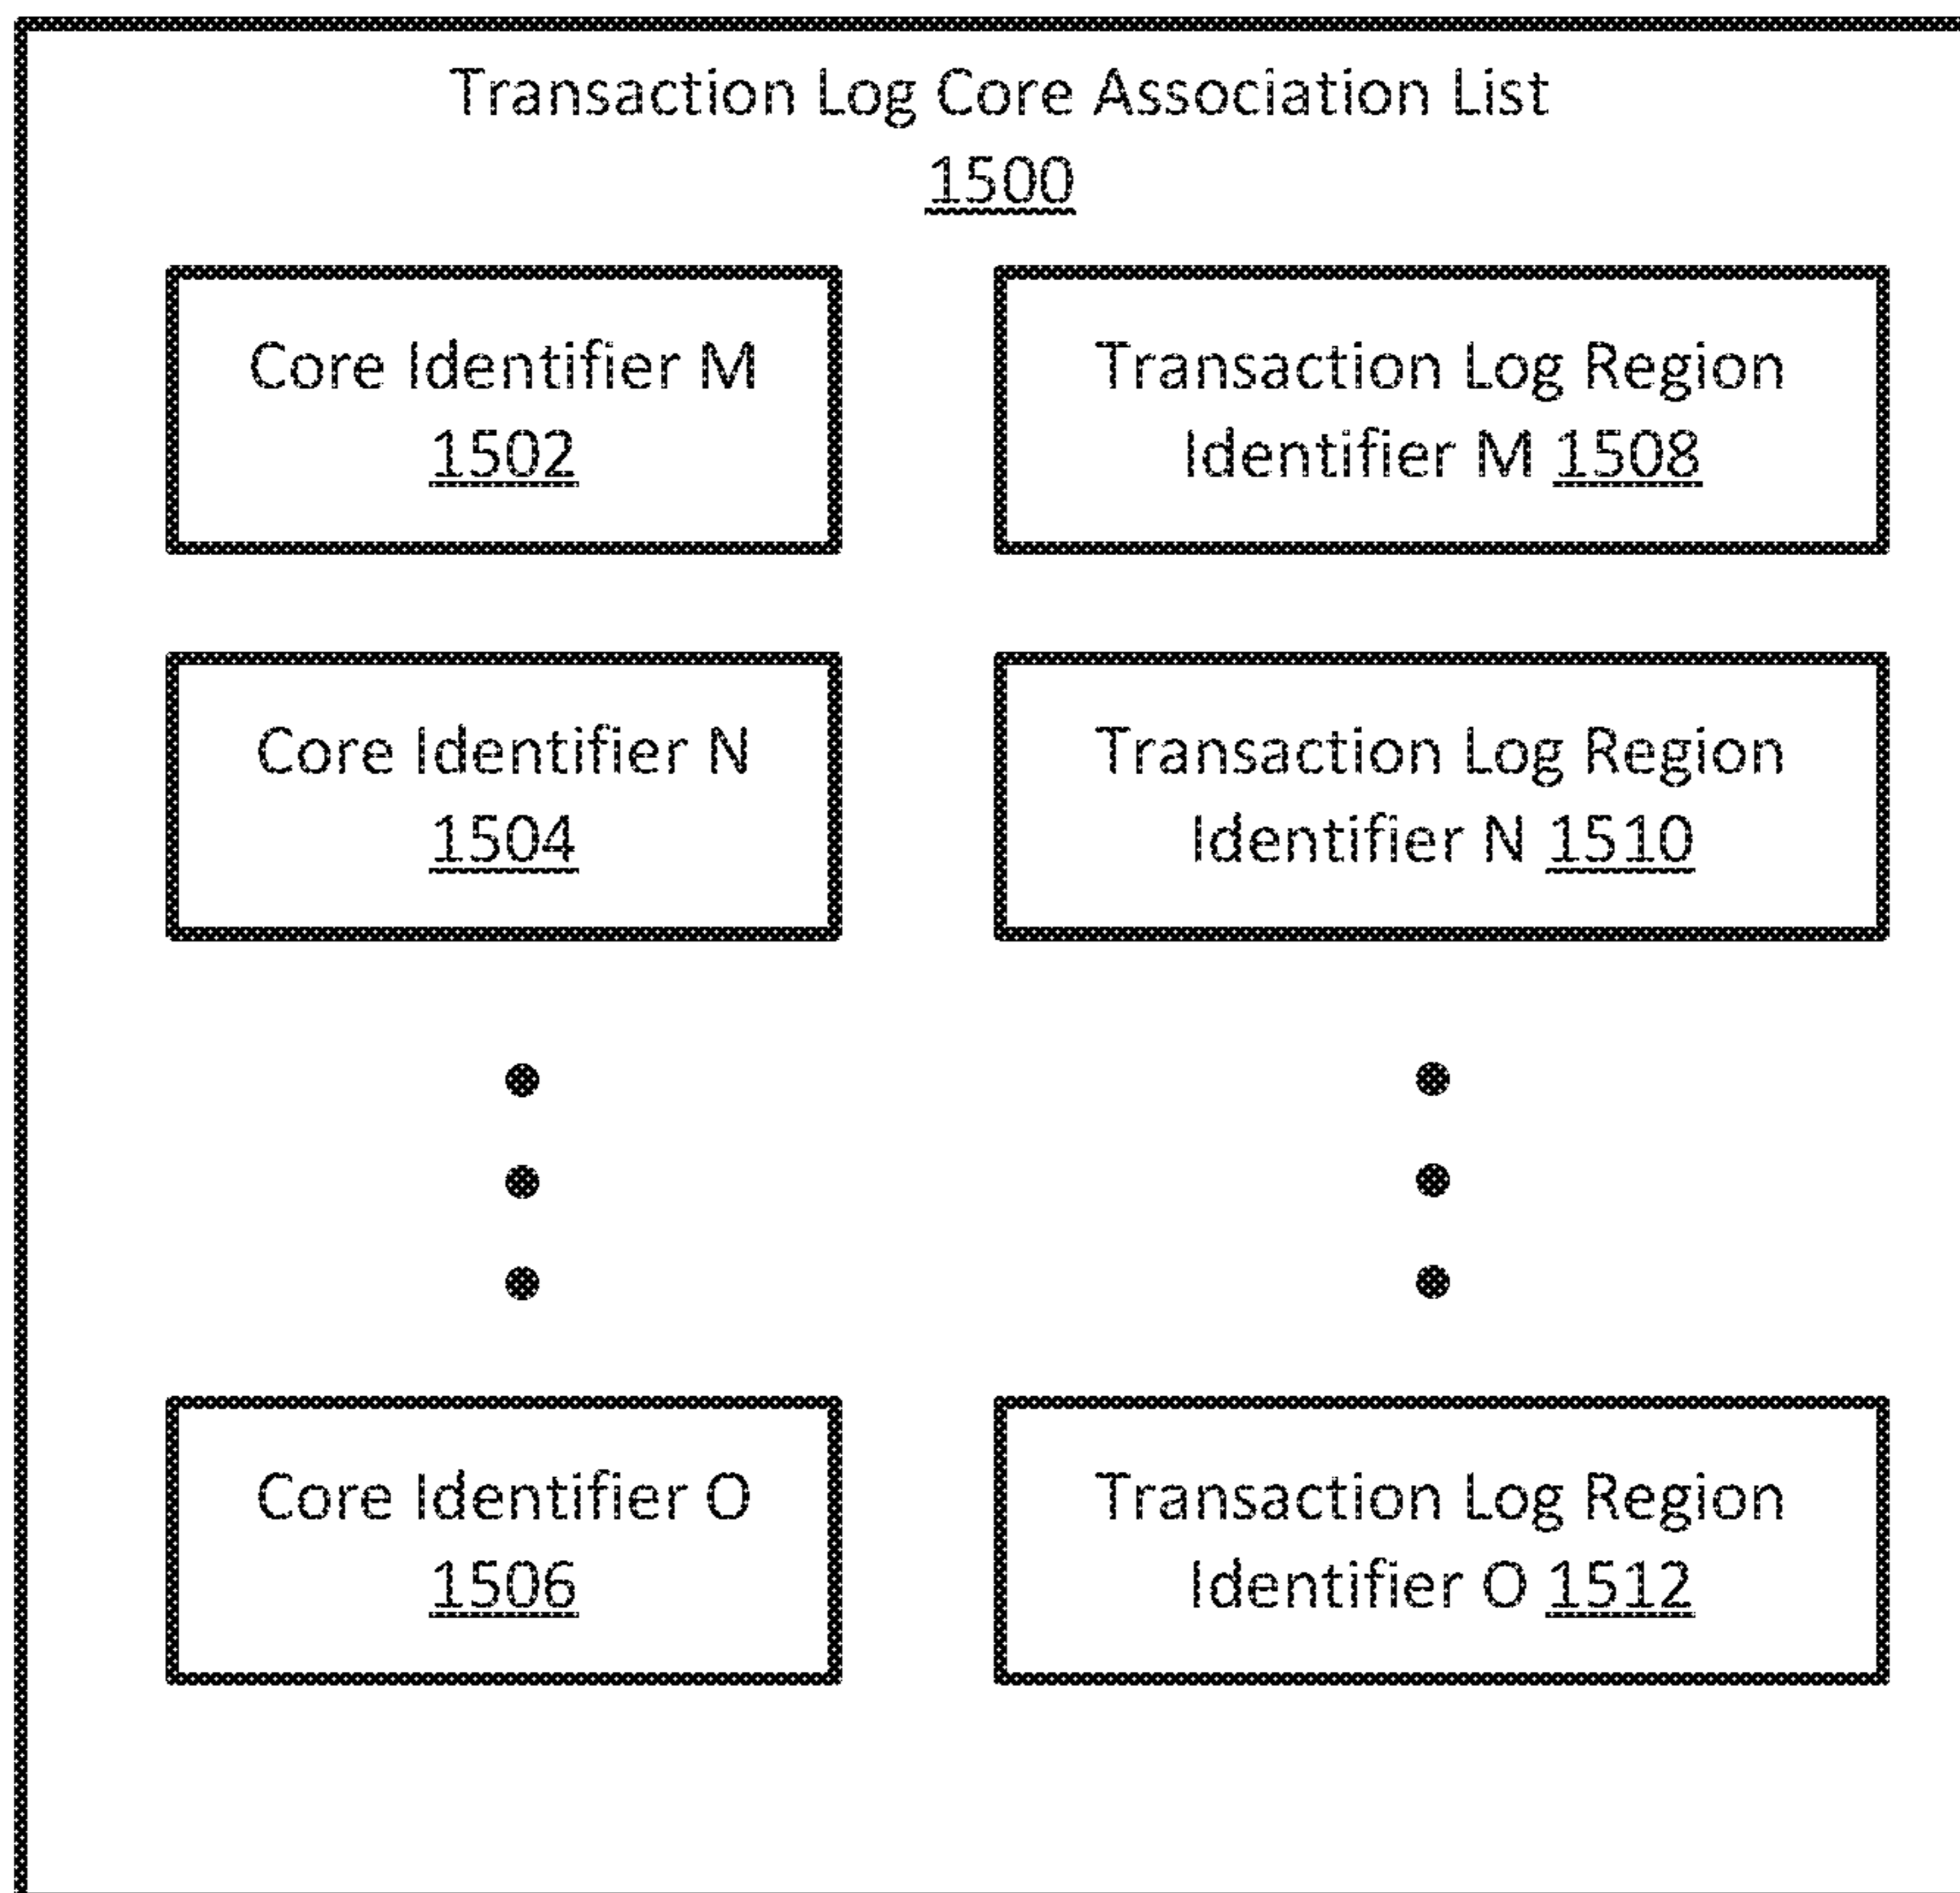 Transaction Log Core Association List
1500
Core Identifier M
1502
Transaction Log Region
Identifier M 1508
Core Identifier N
1504
Transaction Log Region
Identifier N 1510
Core Identifier O
1506
Transaction Log Region
Identifier O 1512